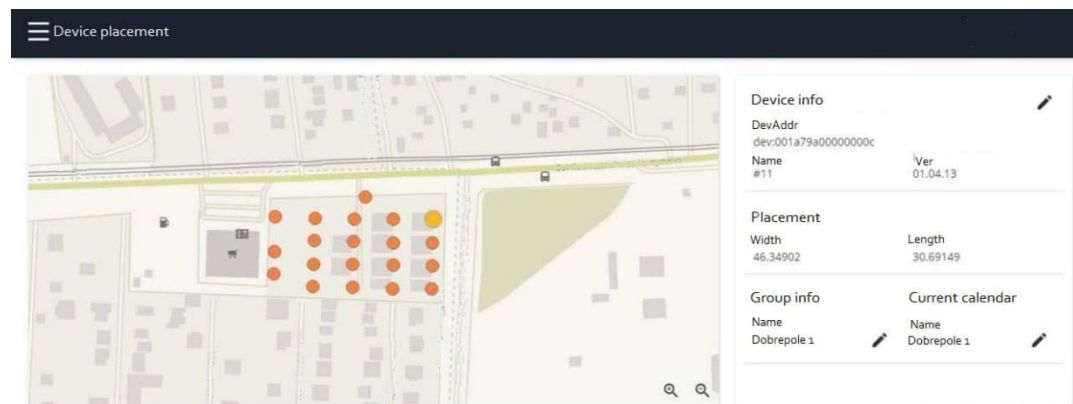 Device placement
Device info
DevAddr
dev:001a79a00000000c
Name
Ver
#11
01.04.13
Placement
Width
Length
46.34902
30.69149
Group info
Current calendar
Name
Name
Dobrepole 1
Dobrepole 1